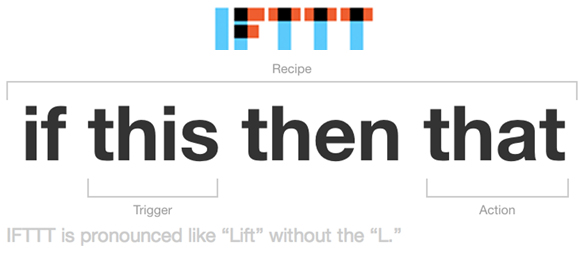 IFTTT
Recipe
if this then that
Trigger Action
IFTTT is pronounced like “Lift” without the “L.”